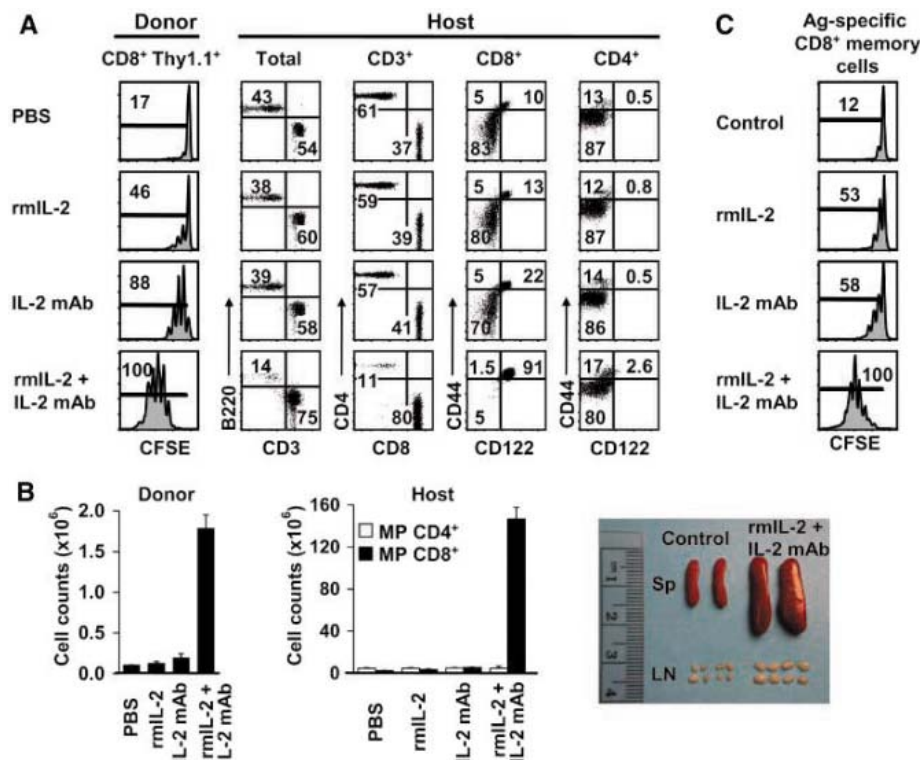 A
Donor
Host
CD8+ Thy1.1+
Total
CD3+
CD8+
CD4+
PBS
17
43
54
61
37
5
10
83
13
0.5
87
rmIL-2
46
38
60
59
39
5
13
80
12
0.8
87
IL-2 mAb
88
39
58
57
41
5
22
70
14
0.5
86
rmIL-2 +
IL-2 mAb
100
14
75
11
80
1.5
91
5
17
2.6
80
B220
CD4
CD44
CD44
CFSE
CD3
CD8
CD122
CD122
C
Ag-specific
CD8+ memory
cells
Control
12
rmIL-2
53
IL-2 mAb
58
rmIL-2 +
IL-2 mAb
100
CFSE
B
Donor
Cell counts (x10⁶)
2.0
1.5
1.0
0.5
0.0
PBS
rmIL-2
IL-2 mAb
rmIL-2 +
IL-2 mAb
Host
Cell counts (x10⁶)
160
120
80
40
0
MP CD4+
MP CD8+
PBS
rmIL-2
IL-2 mAb
rmIL-2 +
IL-2 mAb
Control
rmIL-2 +
IL-2 mAb
Sp
LN
1
2
3
4